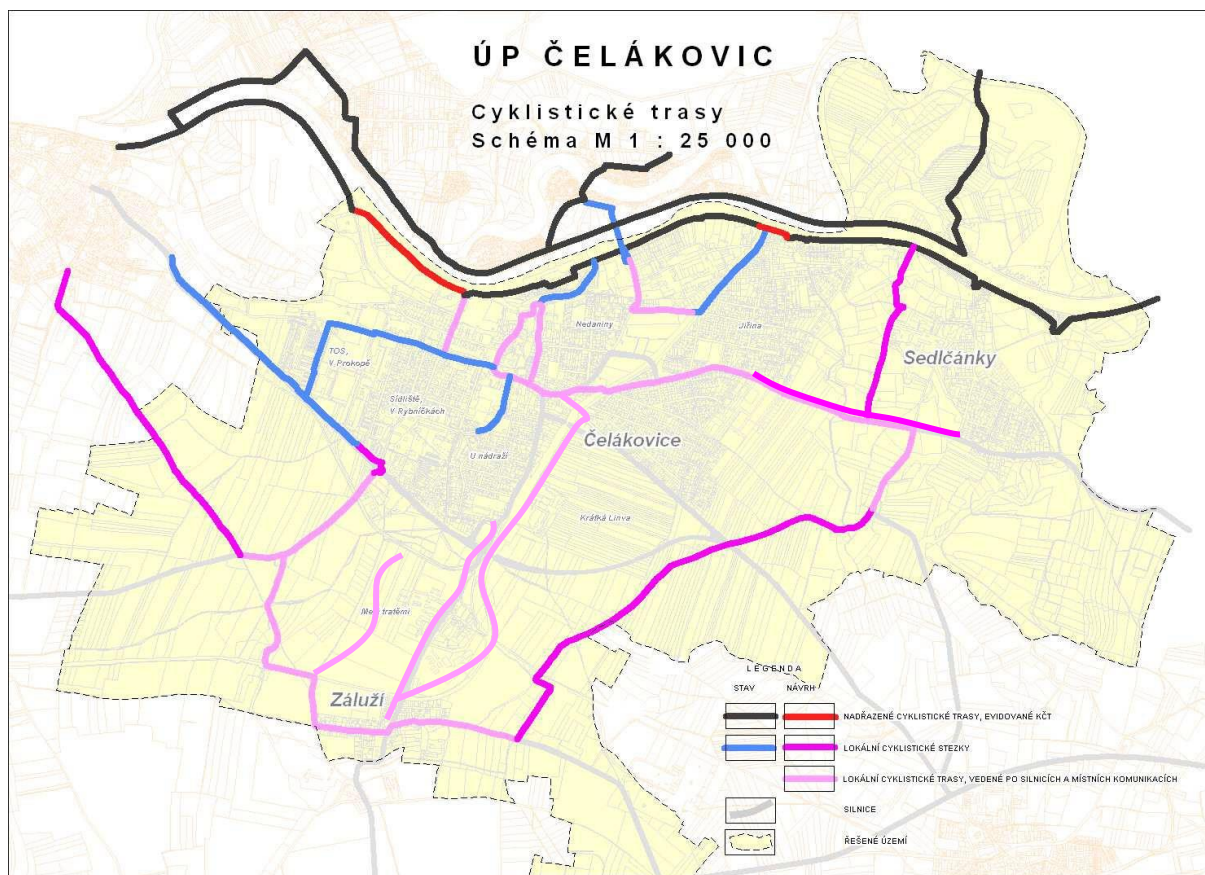 ÚP ČELÁKOVIC
Cyklistické trasy
Schéma M 1 : 25 000
Nedaniny
Jiřina
TOS,
V Prokopě
Sedlčánky
Sídliště,
V Rybníčkách
Čelákovice
U nádraží
Krátká Linva
Mezi tratěmi
Záluží
LEGENDA
STAV NÁVRH
NADŘAZENÉ CYKLISTICKÉ TRASY, EVIDOVANÉ KČT
LOKÁLNÍ CYKLISTICKÉ STEZKY
LOKÁLNÍ CYKLISTICKÉ TRASY, VEDENÉ PO SILNICÍCH A MÍSTNÍCH KOMUNIKACÍCH
SILNICE
ŘEŠENÉ ÚZEMÍ